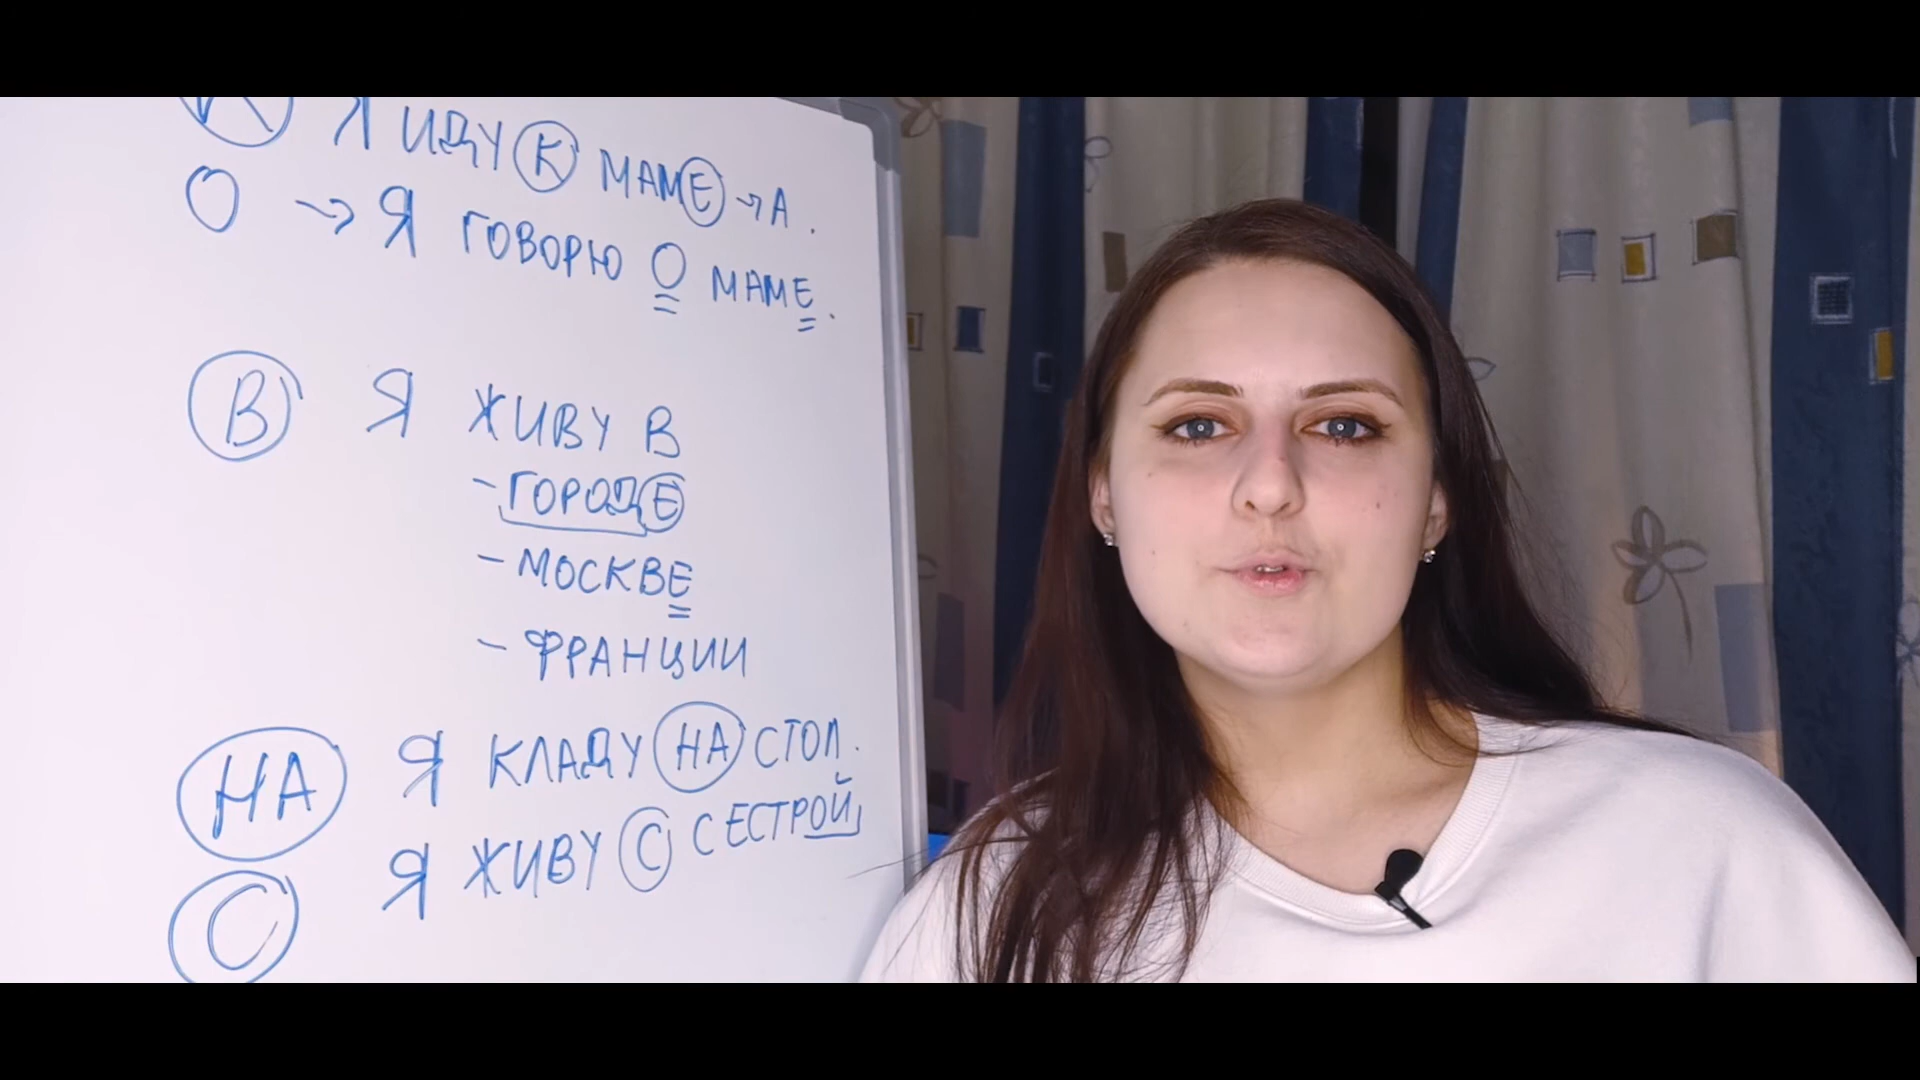 К Я ИДУ К МАМЕ → А.
О → Я ГОВОРЮ О МАМЕ.
В Я ЖИВУ В
- ГОРОДЕ
- МОСКВЕ
- ФРАНЦИИ
НА Я КЛАДУ НА СТОЛ.
С Я ЖИВУ С СЕСТРОЙ